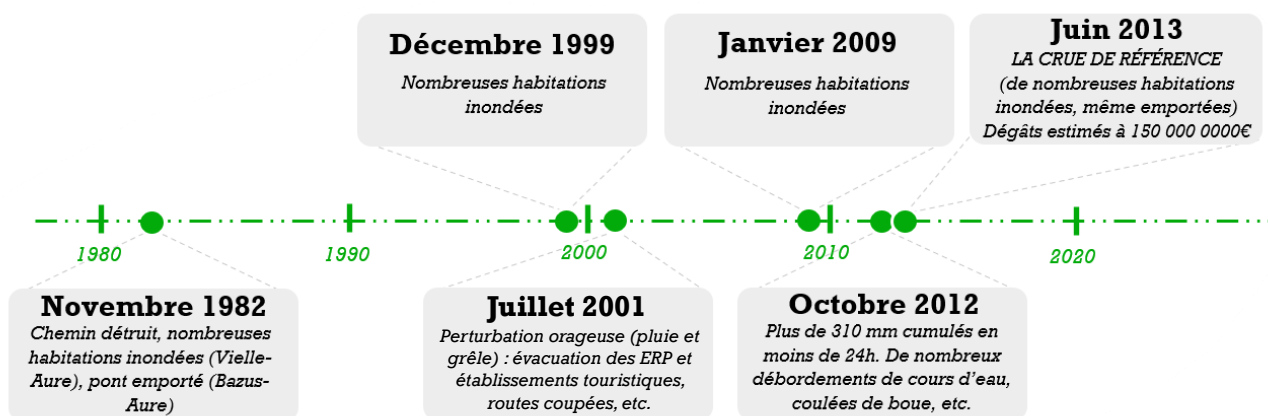 Décembre 1999
Nombreuses habitations
inondées
Janvier 2009
Nombreuses habitations
inondées
Juin 2013
LA CRUE DE RÉFÉRENCE
(de nombreuses habitations
inondées, même emportées)
Dégâts estimés à 150 000 0000€
1980
1990
2000
2010
2020
Novembre 1982
Chemin détruit, nombreuses
habitations inondées (Vielle-
Aure), pont emporté (Bazus-
Aure)
Juillet 2001
Perturbation orageuse (pluie et
grêle) : évacuation des ERP et
établissements touristiques,
routes coupées, etc.
Octobre 2012
Plus de 310 mm cumulés en
moins de 24h. De nombreux
débordements de cours d'eau,
coulées de boue, etc.